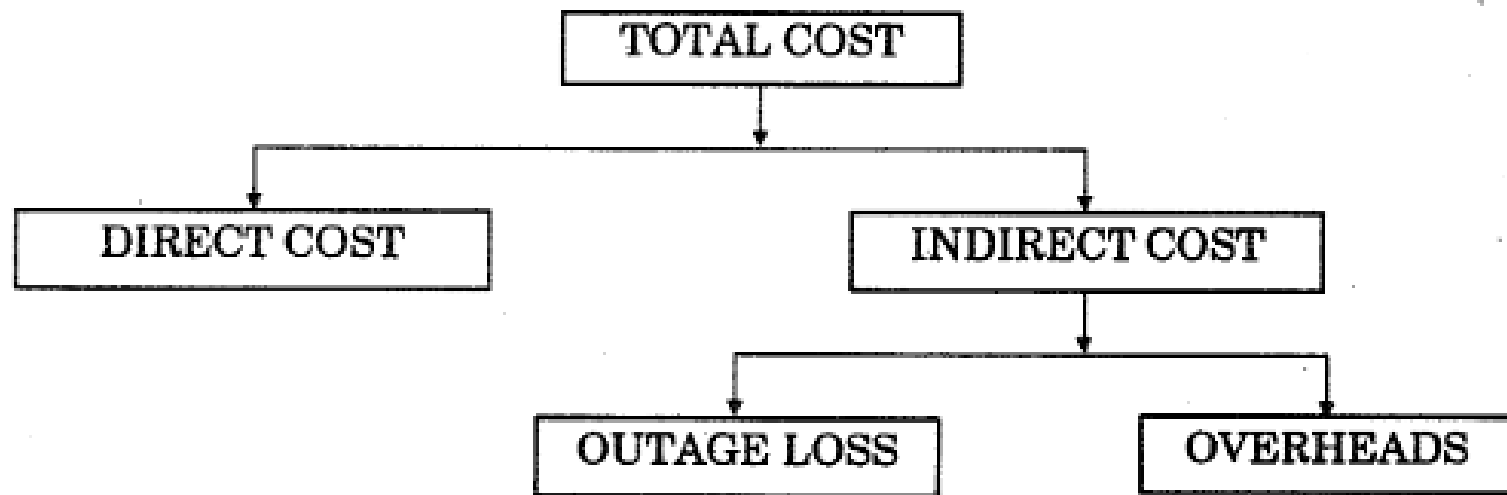 TOTAL COST
DIRECT COST
INDIRECT COST
OUTAGE LOSS
OVERHEADS